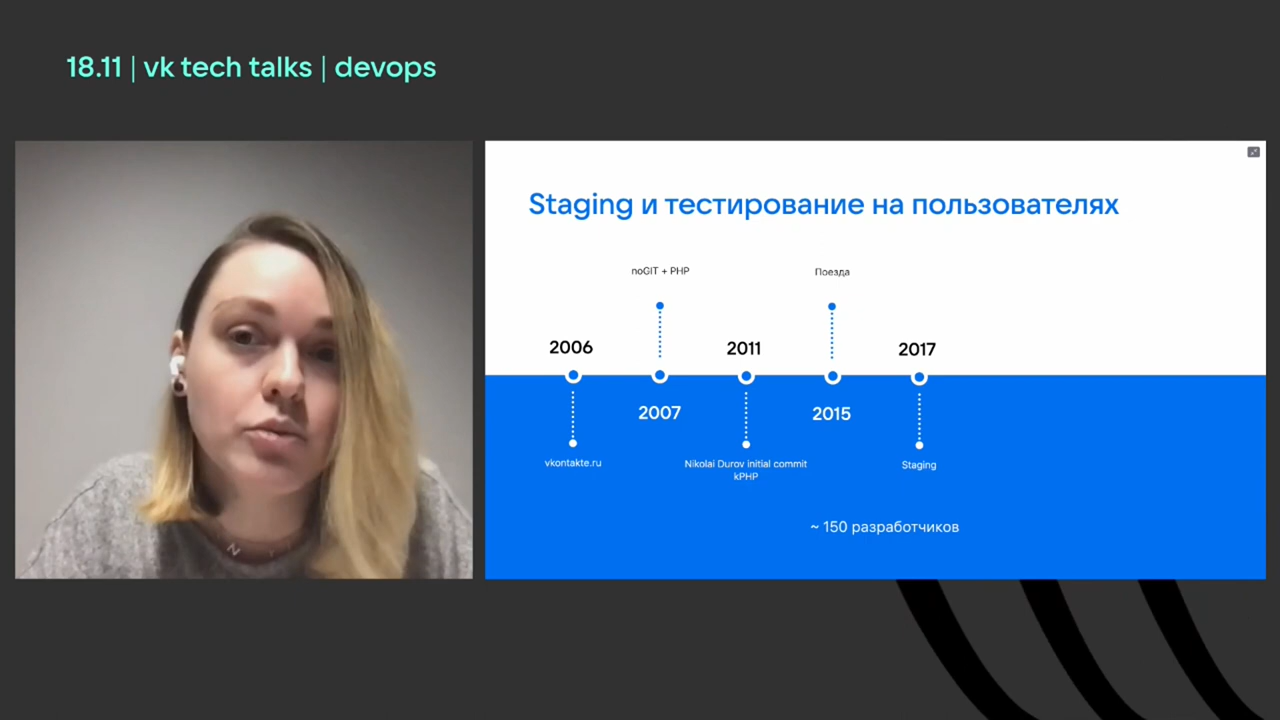 18.11 | vk tech talks | devops
Staging и тестирование на пользователях
noGIT + PHP
Поезда
2006
2011
2017
2007
2015
vkontakte.ru
Nikolai Durov initial commit
kPHP
Staging
~ 150 разработчиков
N